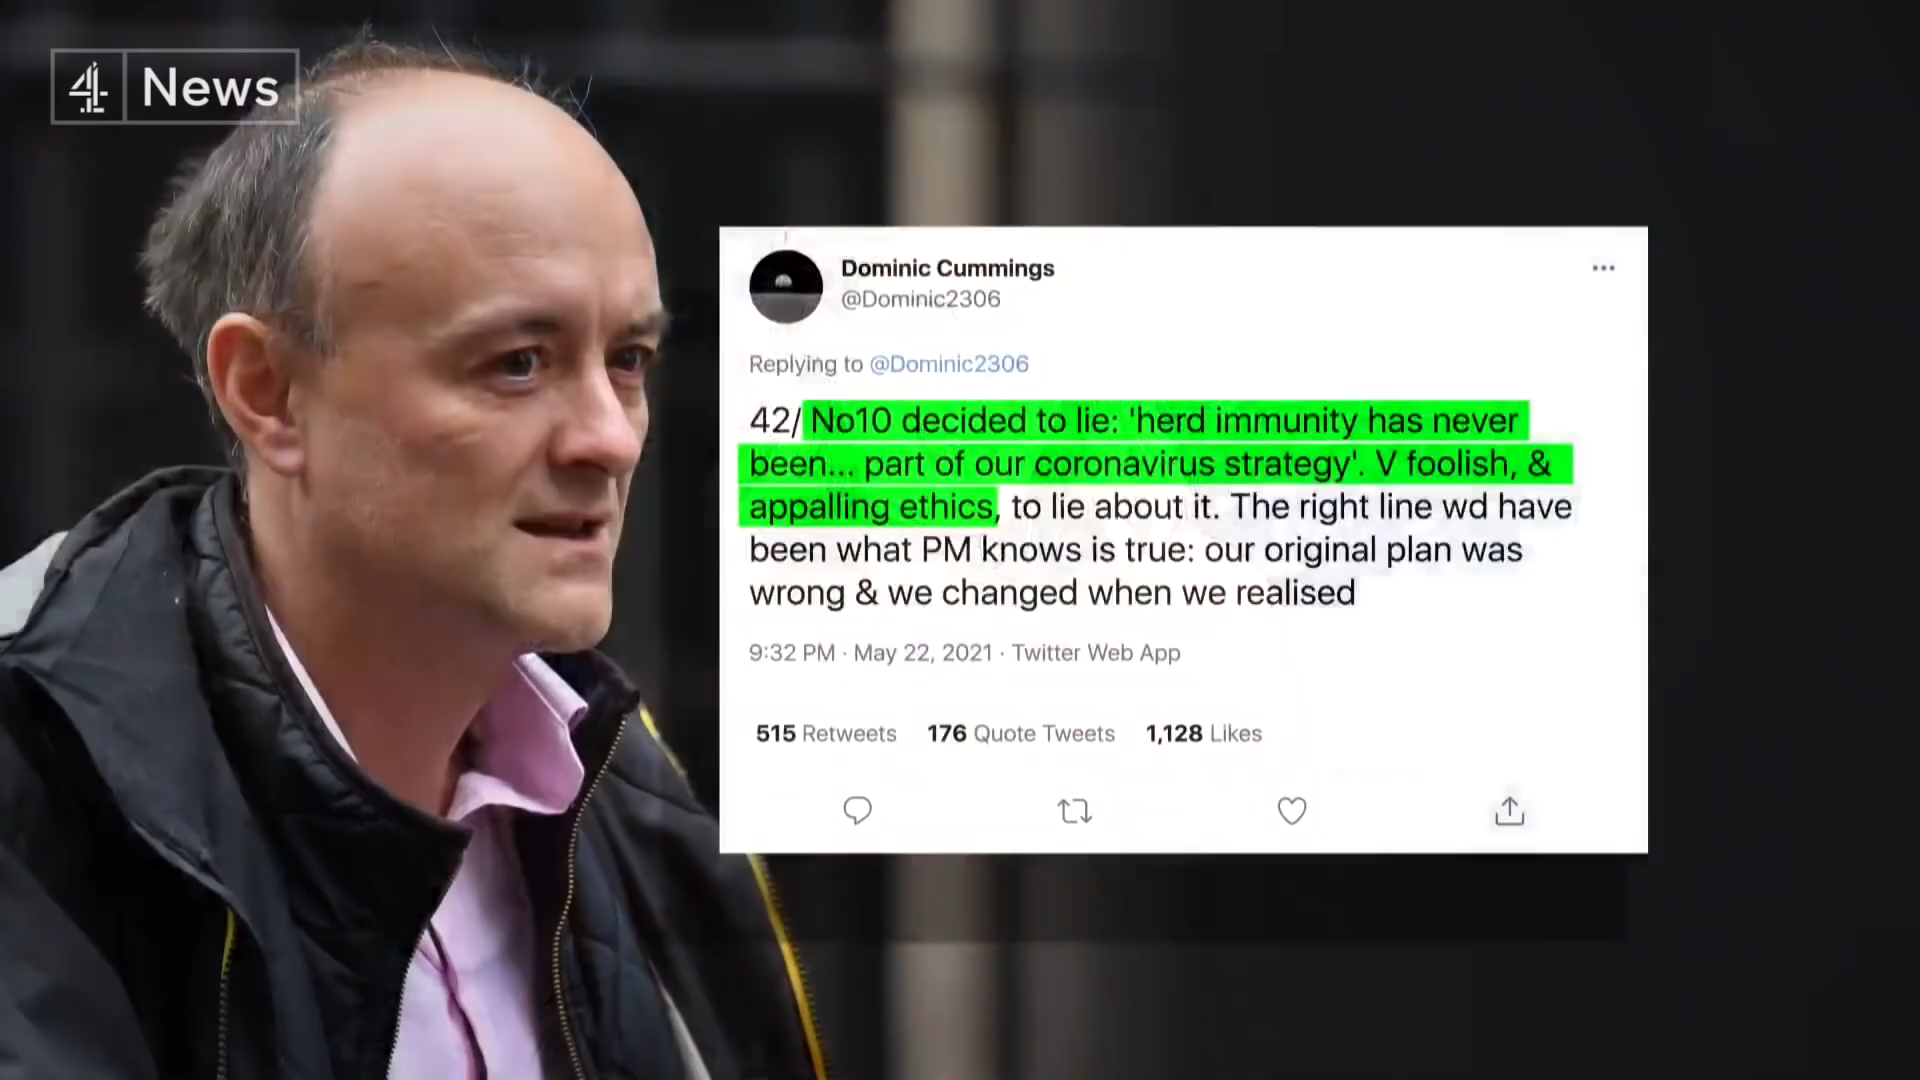 4 News
Dominic Cummings
@Dominic2306
Replying to @Dominic2306
42/ No10 decided to lie: 'herd immunity has never
been... part of our coronavirus strategy'. V foolish, &
appalling ethics, to lie about it. The right line wd have
been what PM knows is true: our original plan was
wrong & we changed when we realised
9:32 PM · May 22, 2021 · Twitter Web App
515 Retweets 176 Quote Tweets 1,128 Likes